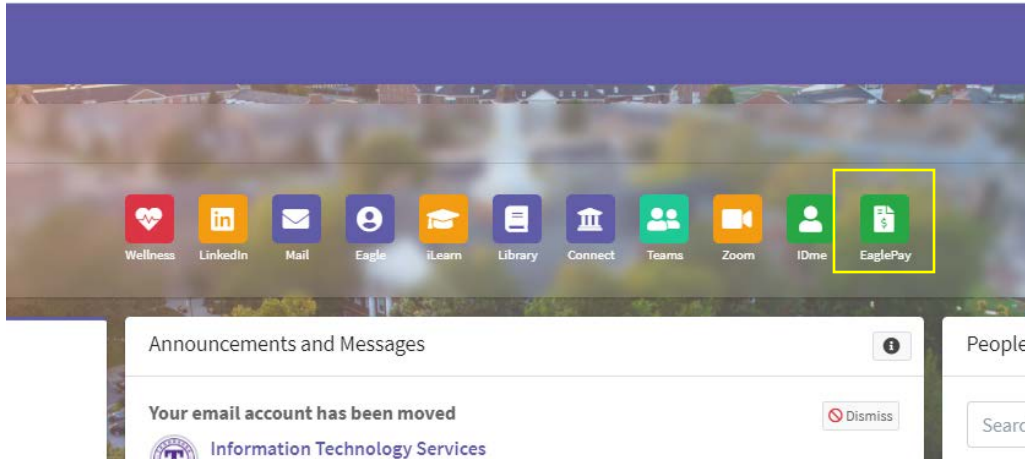 Wellness LinkedIn Mail Eagle iLearn Library Connect Teams Zoom IDme EaglePay
Announcements and Messages
People
Your email account has been moved
Dismiss
Information Technology Services